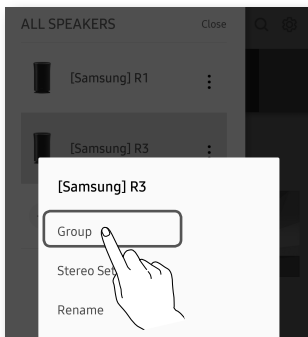 ALL SPEAKERS Close
[Samsung] R1
[Samsung] R3
[Samsung] R3
Group
Stereo Set
Rename